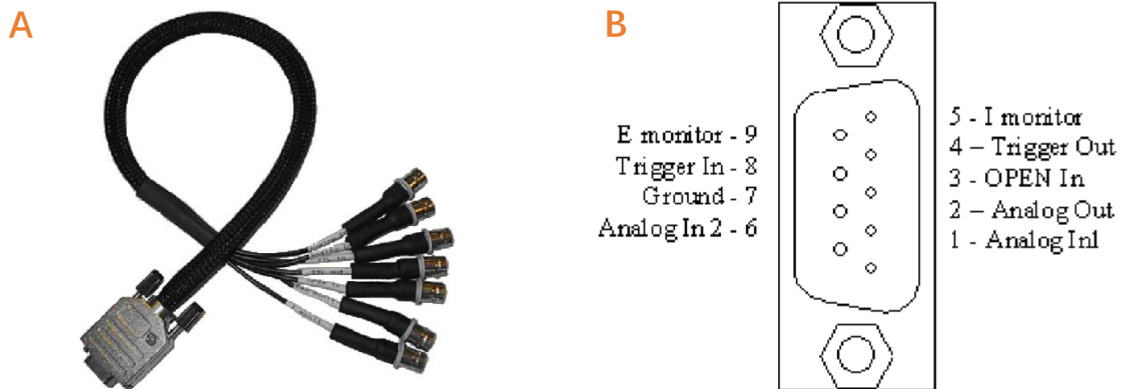 A
B
E monitor - 9
Trigger In - 8
Ground - 7
Analog In 2 - 6
5 - I monitor
4 – Trigger Out
3 - OPEN In
2 – Analog Out
1 - Analog In1